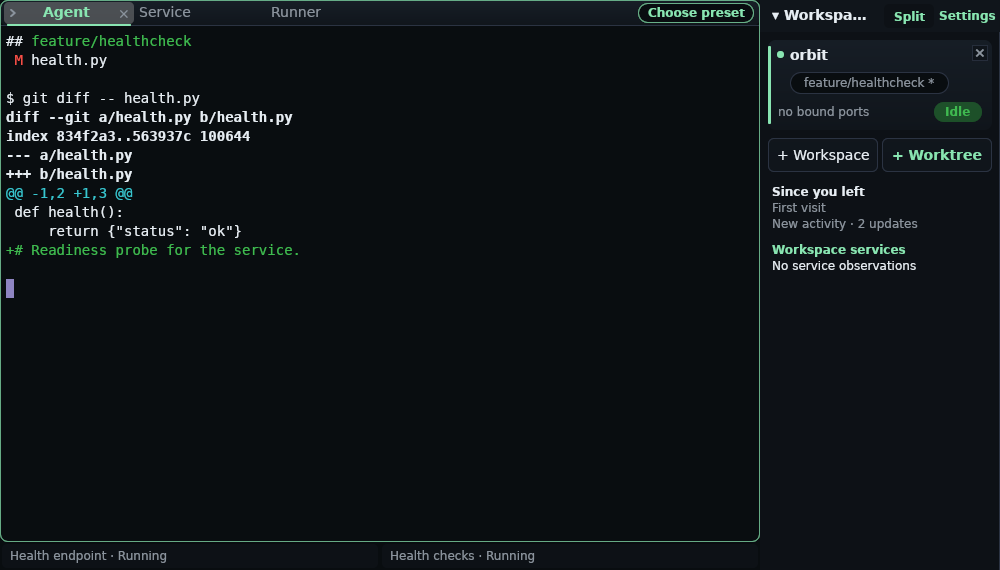 Agent × Service Runner Choose preset
## feature/healthcheck
 M health.py
$ git diff -- health.py
diff --git a/health.py b/health.py
index 834f2a3..563937c 100644
--- a/health.py
+++ b/health.py
@@ -1,2 +1,3 @@
 def health():
     return {"status": "ok"}
+# Readiness probe for the service.
Health endpoint · Running
Health checks · Running
▾ Workspa... Split Settings
orbit ×
feature/healthcheck *
no bound ports Idle
+ Workspace + Worktree
Since you left
First visit
New activity · 2 updates
Workspace services
No service observations